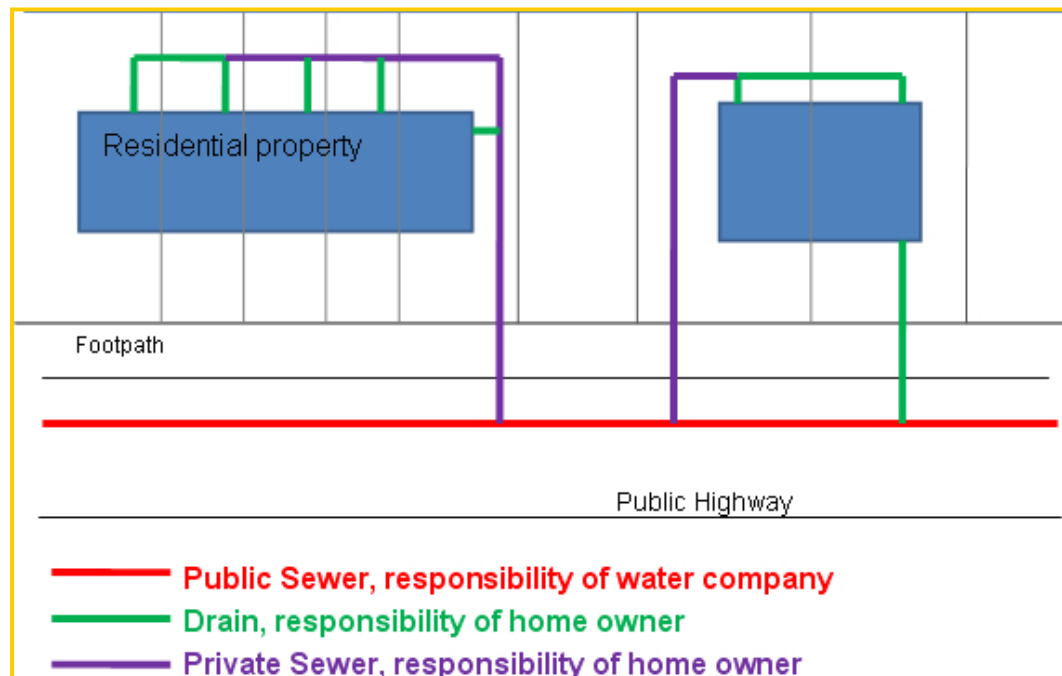 Residential property
Footpath
Public Highway
Public Sewer, responsibility of water company
Drain, responsibility of home owner
Private Sewer, responsibility of home owner